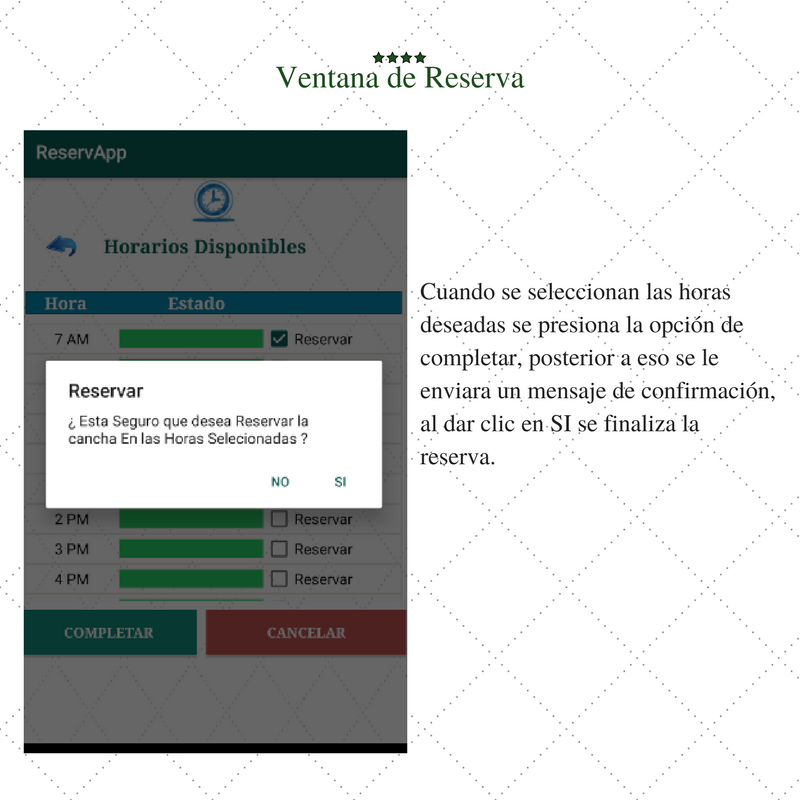 Ventana de Reserva
ReservApp
Horarios Disponibles
Hora Estado
7 AM Reservar
Reservar
¿ Esta Seguro que desea Reservar la
cancha En las Horas Selecionadas ?
NO SI
2 PM Reservar
3 PM Reservar
4 PM Reservar
COMPLETAR CANCELAR
Cuando se seleccionan las horas
deseadas se presiona la opción de
completar, posterior a eso se le
enviara un mensaje de confirmación,
al dar clic en SI se finaliza la
reserva.